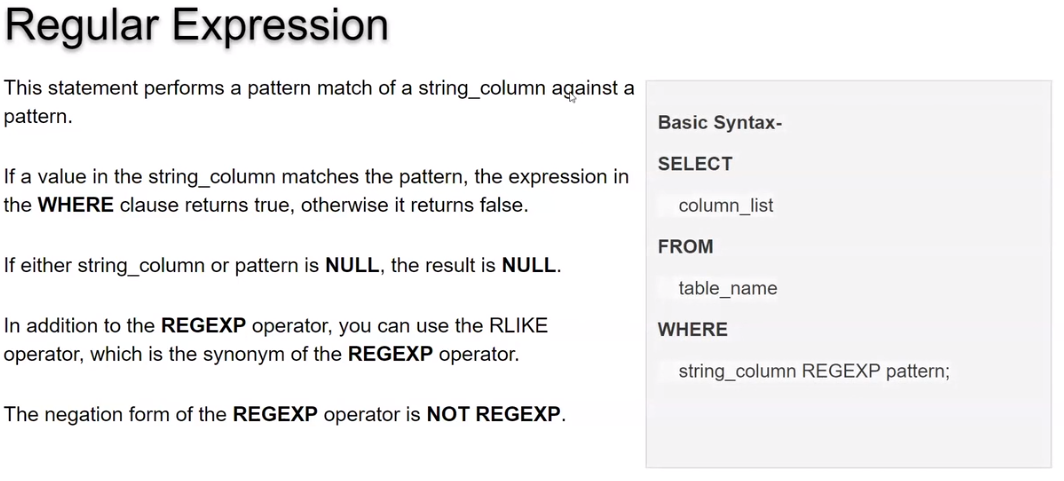 Regular Expression
This statement performs a pattern match of a string_column against a
pattern.
If a value in the string_column matches the pattern, the expression in
the WHERE clause returns true, otherwise it returns false.
If either string_column or pattern is NULL, the result is NULL.
In addition to the REGEXP operator, you can use the RLIKE
operator, which is the synonym of the REGEXP operator.
The negation form of the REGEXP operator is NOT REGEXP.
Basic Syntax-
SELECT
column_list
FROM
table_name
WHERE
string_column REGEXP pattern;